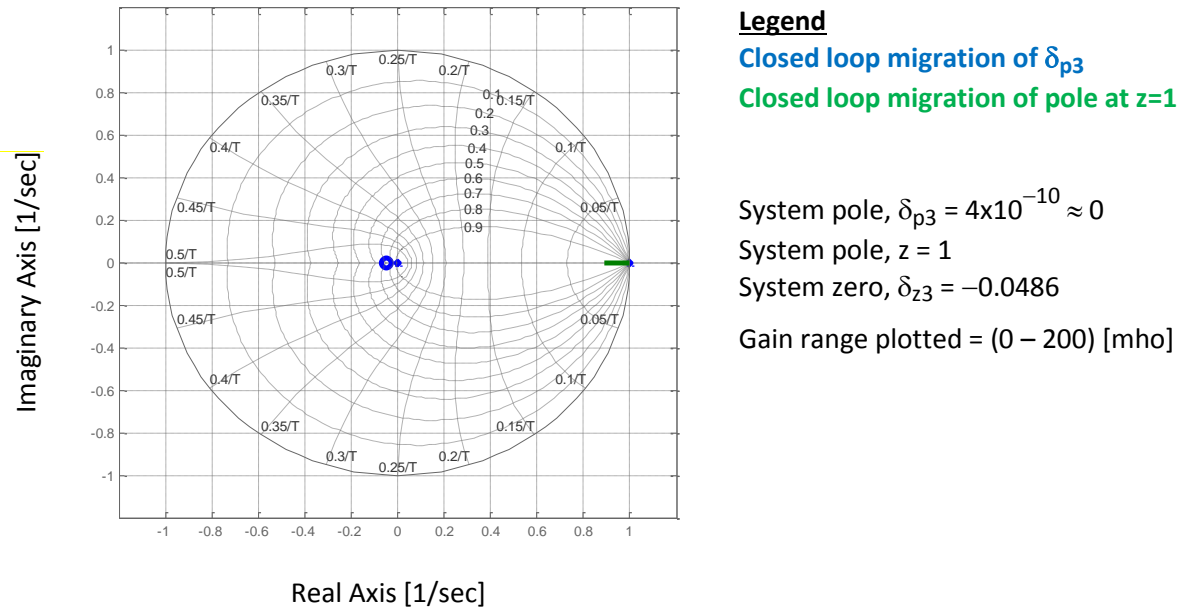 Legend
Closed loop migration of δp3
Closed loop migration of pole at z=1
System pole, δp3 = 4x10−10 ≈ 0
System pole, z = 1
System zero, δz3 = −0.0486
Gain range plotted = (0 – 200) [mho]
Imaginary Axis [1/sec]
1
0.8
0.6
0.4
0.2
0
-0.2
-0.4
-0.6
-0.8
-1
0.25/T
0.3/T
0.2/T
0.35/T
0.1
0.15/T
0.2
0.3
0.4/T
0.4
0.1/T
0.5
0.6
0.7
0.45/T
0.8
0.05/T
0.9
0.5/T
0.5/T
0.45/T
0.05/T
0.4/T
0.1/T
0.35/T
0.15/T
0.3/T
0.2/T
0.25/T
-1 -0.8 -0.6 -0.4 -0.2 0 0.2 0.4 0.6 0.8 1
Real Axis [1/sec]